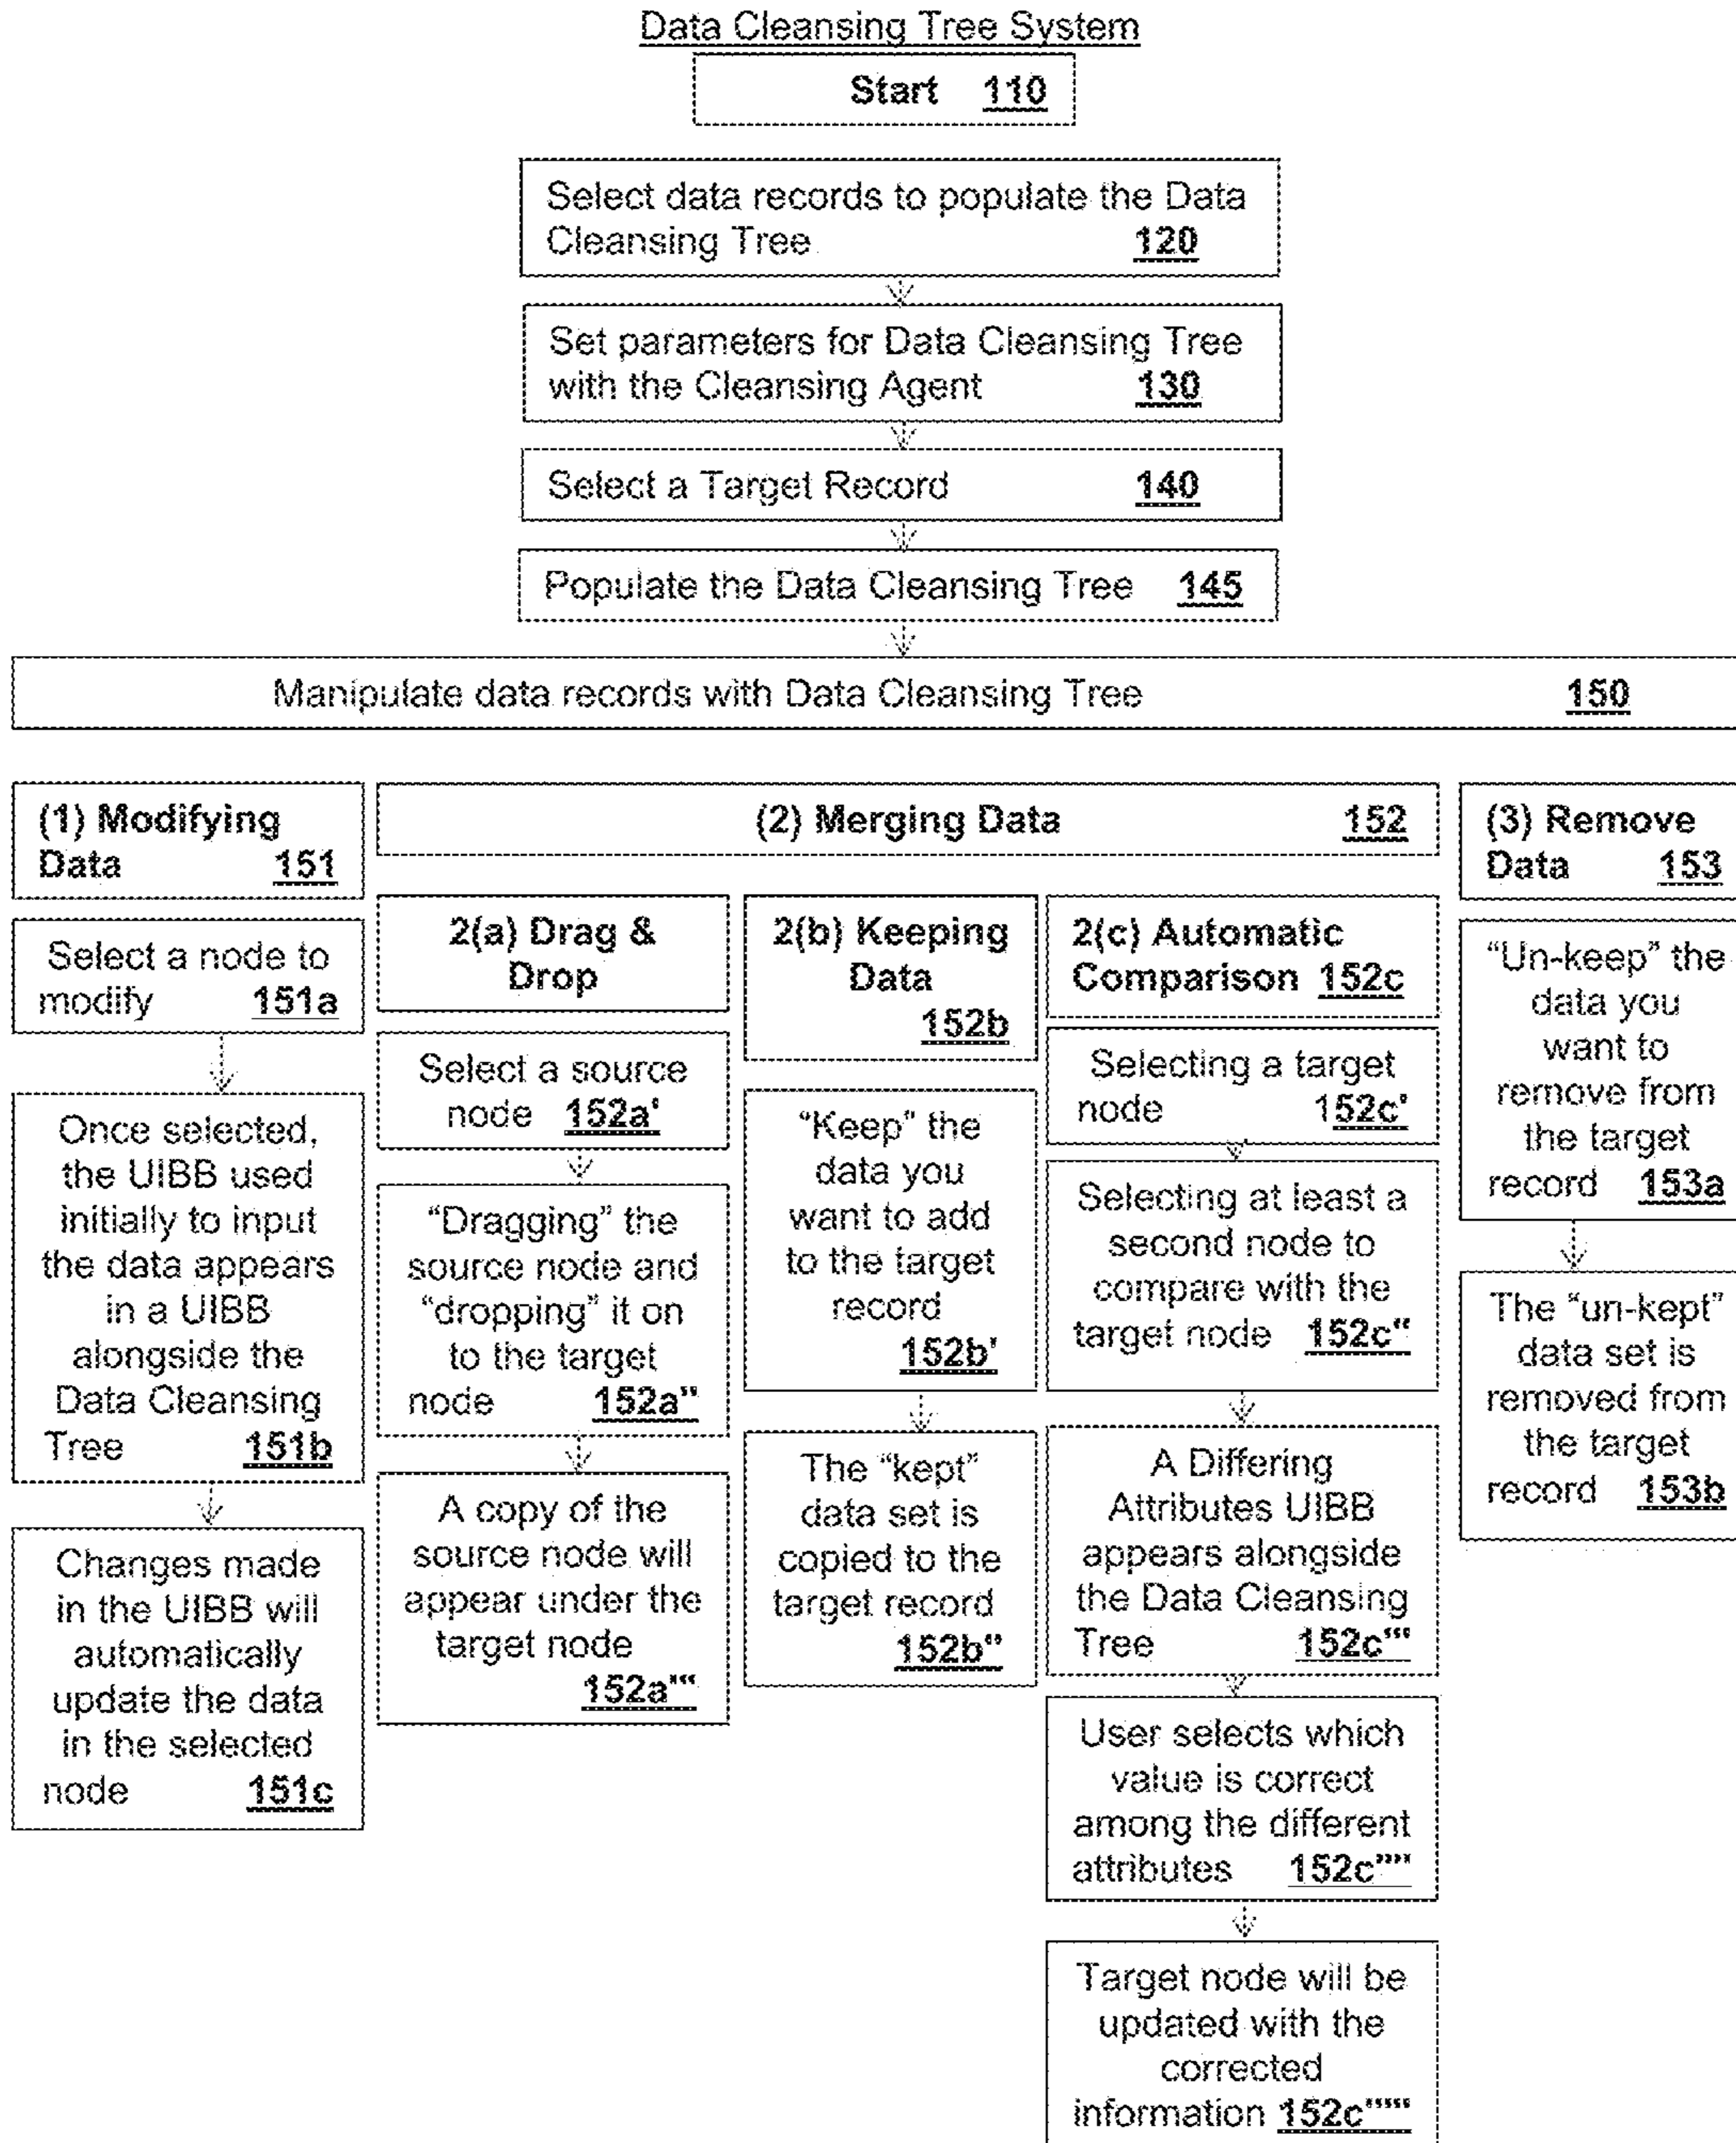 Data Cleansing Tree System
Start 110
Select data records to populate the Data
Cleansing Tree 120
Set parameters for Data Cleansing Tree
with the Cleansing Agent 130
Select a Target Record 140
Populate the Data Cleansing Tree 145
Manipulate data records with Data Cleansing Tree 150
(1) Modifying
Data 151
Select a node to
modify 151a
Once selected,
the UIBB used
initially to input
the data appears
in a UIBB
alongside the
Data Cleansing
Tree 151b
Changes made
in the UIBB will
automatically
update the data
in the selected
node 151c
(2) Merging Data 152
2(a) Drag &
Drop
Select a source
node 152a'
“Dragging” the
source node and
“dropping” it on
to the target
node 152a"
A copy of the
source node will
appear under the
target node
152a"'
2(b) Keeping
Data
152b
“Keep” the
data you
want to add
to the target
record
152b'
The “kept”
data set is
copied to the
target record
152b"
2(c) Automatic
Comparison 152c
Selecting a target
node 152c'
Selecting at least a
second node to
compare with the
target node 152c"
A Differing
Attributes UIBB
appears alongside
the Data Cleansing
Tree 152c"'
User selects which
value is correct
among the different
attributes 152c""
Target node will be
updated with the
corrected
information 152c""'
(3) Remove
Data 153
“Un-keep” the
data you
want to
remove from
the target
record 153a
The “un-kept”
data set is
removed from
the target
record 153b